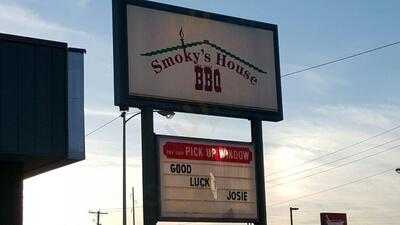 Smoky's House
BBQ
PICK UP WINDOW
GOOD
LUCK
JOSIE